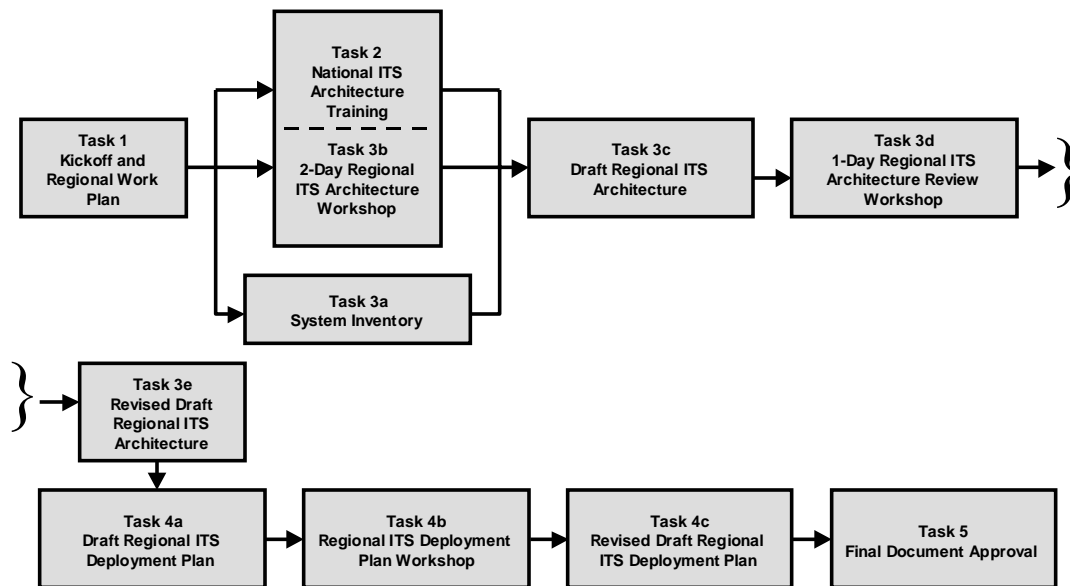 Task 1
Kickoff and
Regional Work
Plan
Task 2
National ITS
Architecture
Training
Task 3b
2-Day Regional
ITS Architecture
Workshop
Task 3a
System Inventory
Task 3c
Draft Regional ITS
Architecture
Task 3d
1-Day Regional ITS
Architecture Review
Workshop
}
}
Task 3e
Revised Draft
Regional ITS
Architecture
Task 4a
Draft Regional ITS
Deployment Plan
Task 4b
Regional ITS Deployment
Plan Workshop
Task 4c
Revised Draft Regional
ITS Deployment Plan
Task 5
Final Document Approval